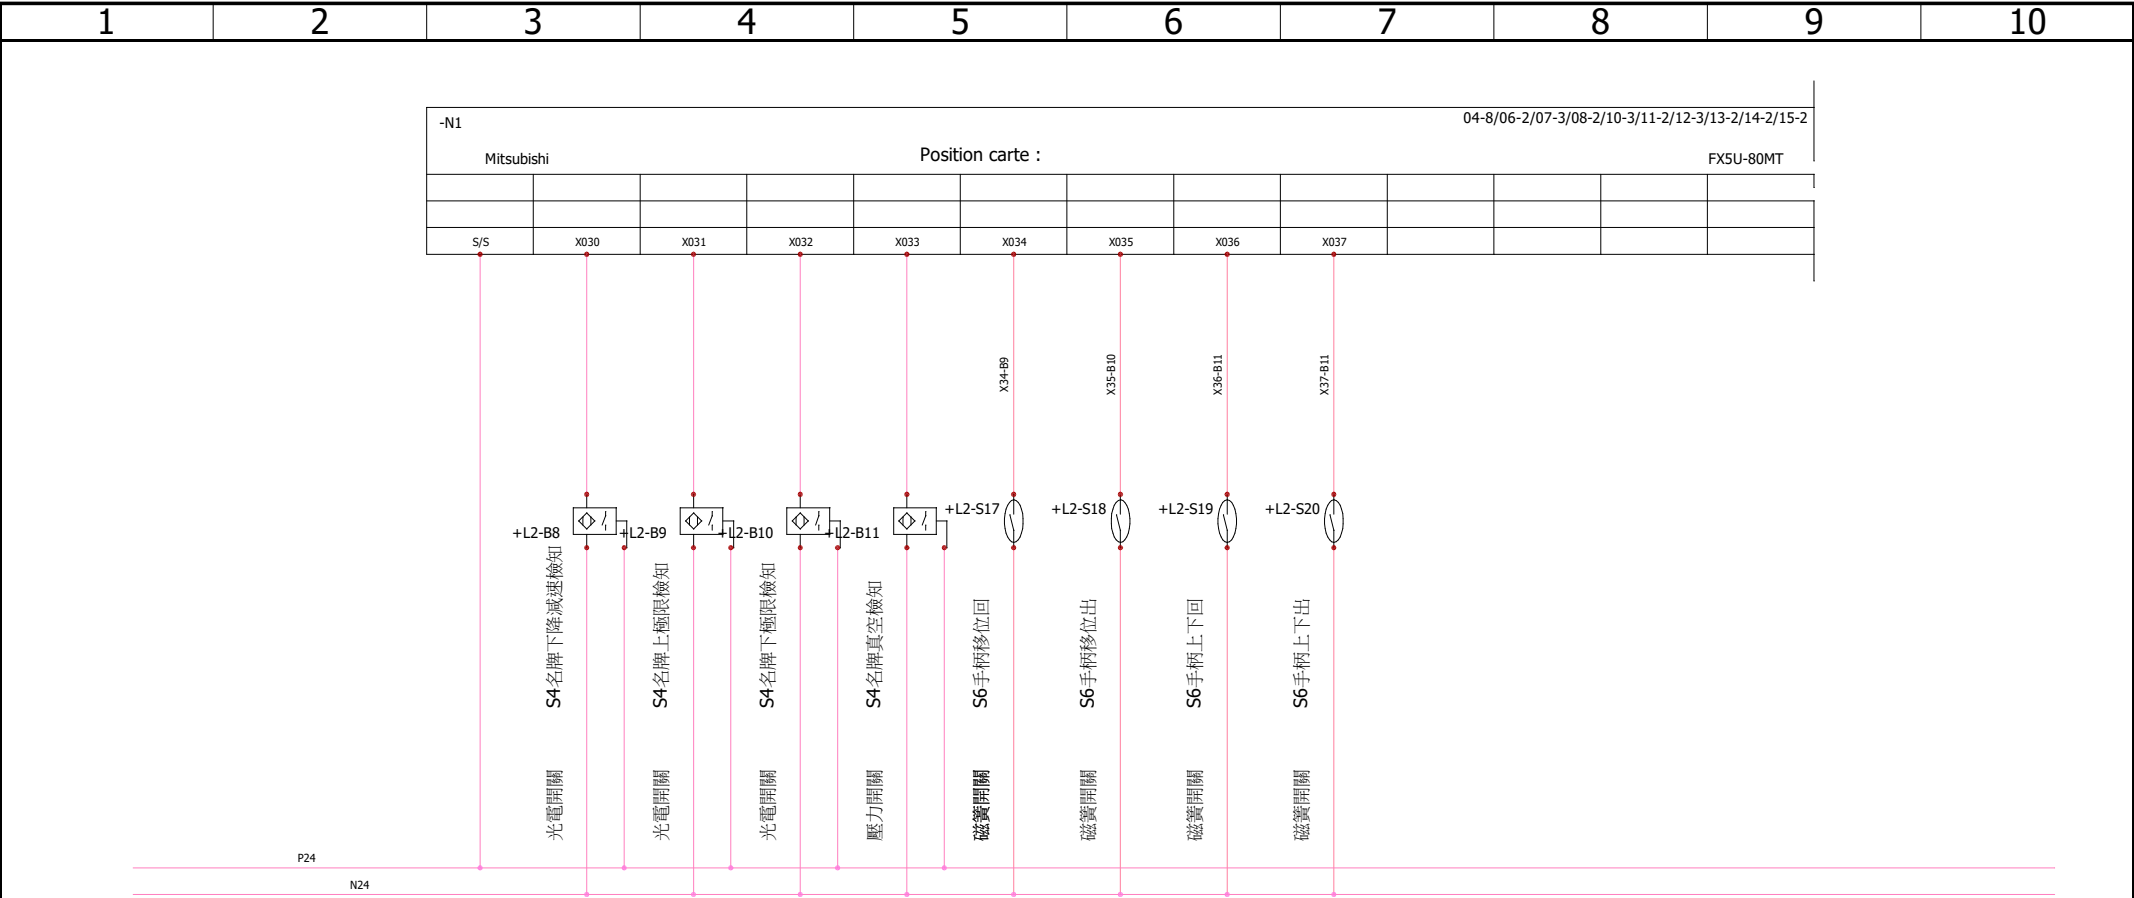 1 2 3 4 5 6 7 8 9 10
-N1 04-8/06-2/07-3/08-2/10-3/11-2/12-3/13-2/14-2/15-2
Mitsubishi Position carte : FX5U-80MT
S/S X030 X031 X032 X033 X034 X035 X036 X037
X34-B9
X35-B10
X36-B11
X37-B11
+L2-B8
+L2-B9
+L2-B10
+L2-B11
+L2-S17
+L2-S18
+L2-S19
+L2-S20
S4名牌下降減速檢知
S4名牌上極限檢知
S4名牌下極限檢知
S4名牌真空檢知
S6手柄移位回
S6手柄移位出
S6手柄上下回
S6手柄上下出
光電開關
光電開關
光電開關
壓力開關
磁簧開關
磁簧開關
磁簧開關
磁簧開關
P24
N24